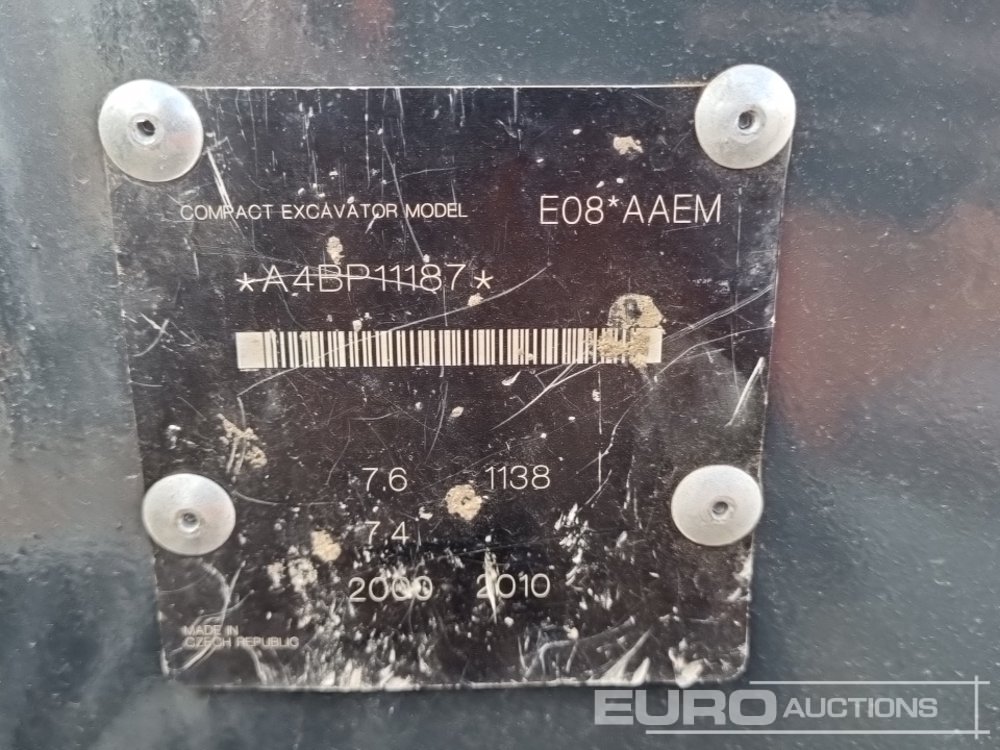 COMPACT EXCAVATOR MODEL E08*AAEM
*A4BP11187*
7.6 1138
7.4
2000 2010
MADE IN
CZECH REPUBLIC
EURO AUCTIONS